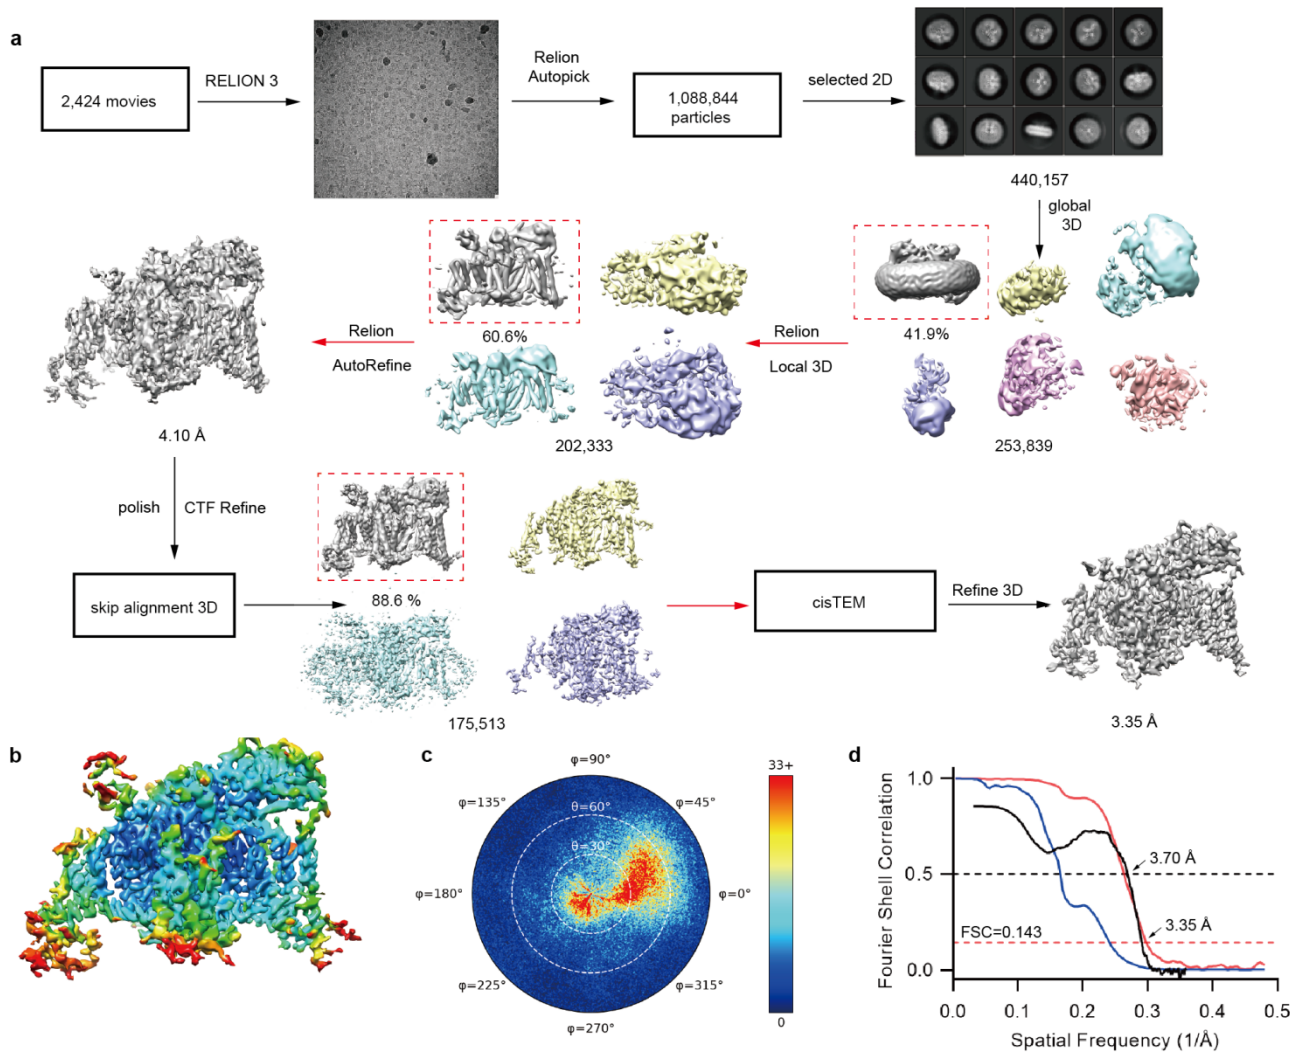 a
2,424 movies
RELION 3
Relion
Autopick
1,088,844
particles
selected 2D
440,157
global
3D
41.9%
253,839
Relion
Local 3D
60.6%
202,333
Relion
AutoRefine
4.10 Å
polish
CTF Refine
skip alignment 3D
88.6 %
175,513
cisTEM
Refine 3D
3.35 Å
b
c
φ=90°
φ=135°
θ=60°
φ=45°
θ=30°
φ=180°
φ=0°
φ=225°
φ=315°
φ=270°
33+
0
d
Fourier Shell Correlation
1.0
0.5
0.0
3.70 Å
3.35 Å
FSC=0.143
0.0 0.1 0.2 0.3 0.4 0.5
Spatial Frequency (1/Å)